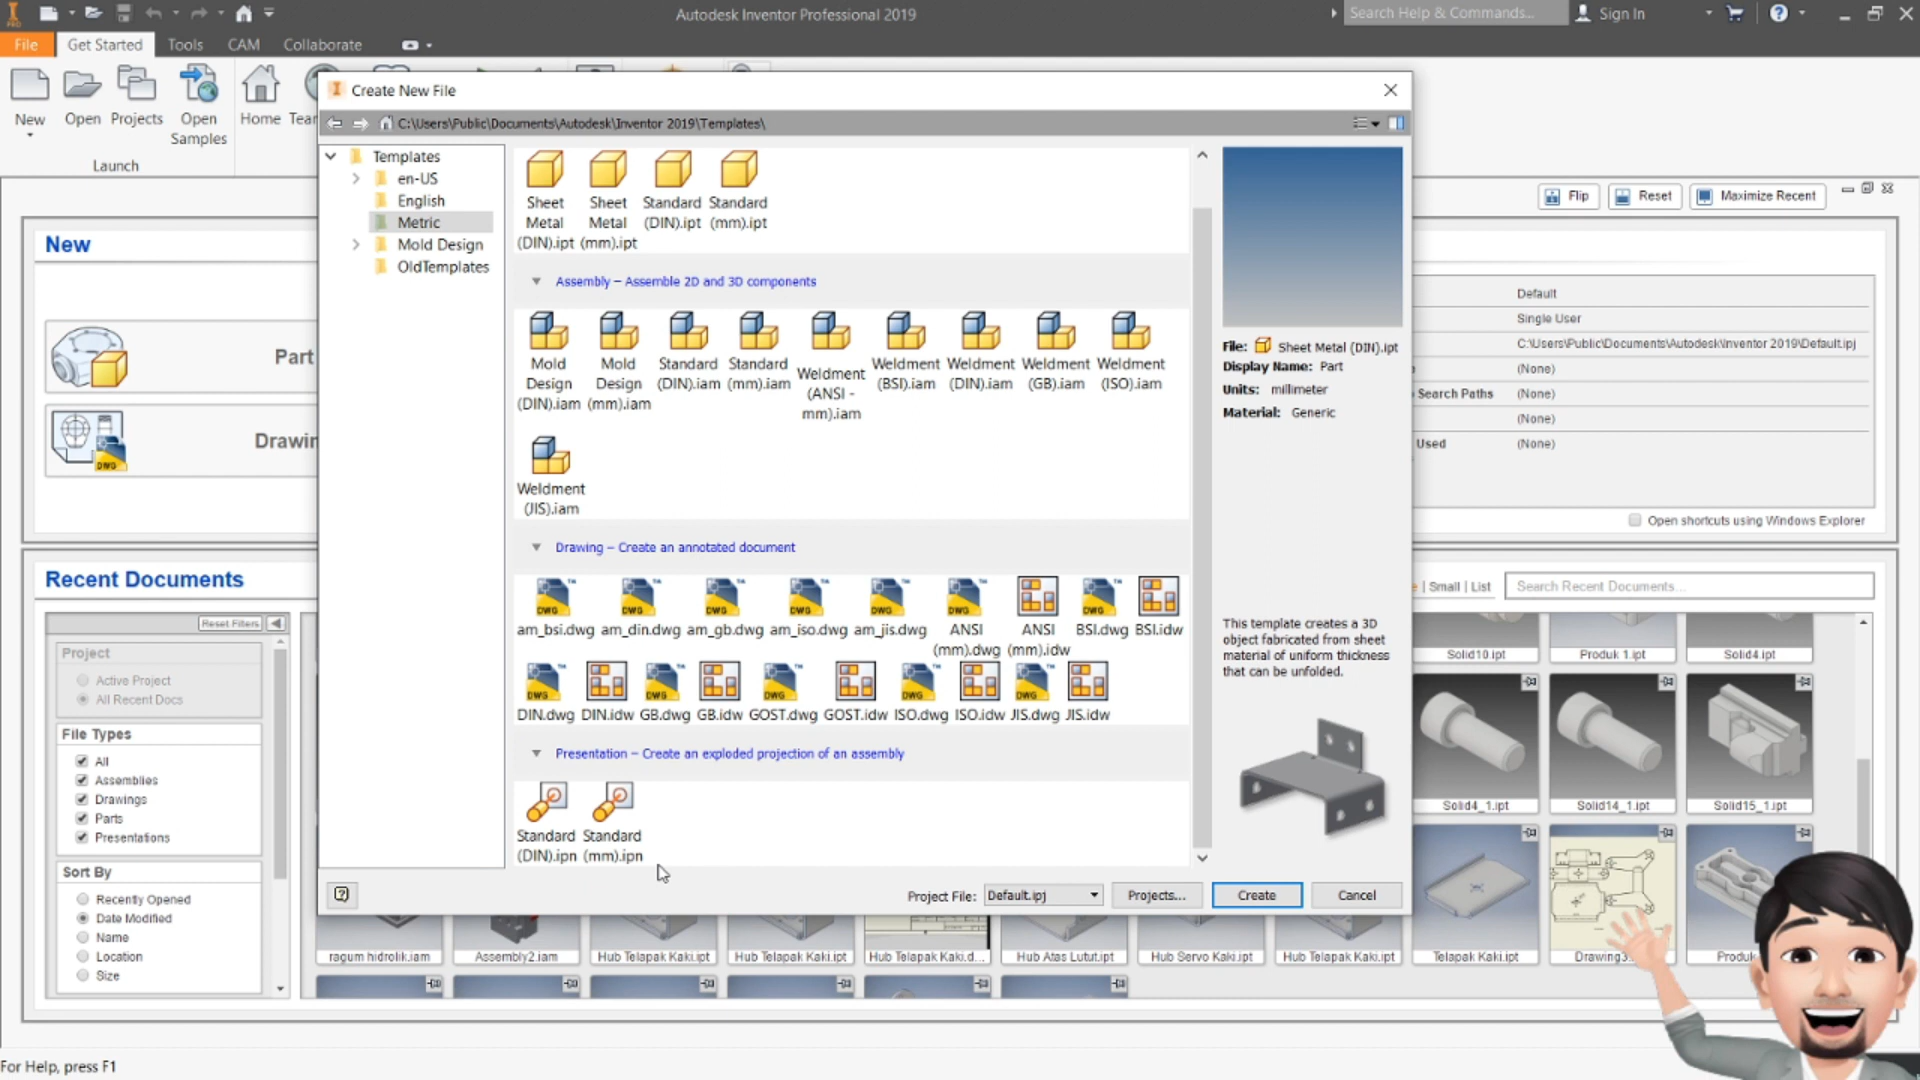 Autodesk Inventor Professional 2019
Search Help & Commands...
Sign In
File
Get Started
Tools
CAM
Collaborate
New
Open
Projects
Open
Samples
Home
Launch
Create New File
C:\Users\Public\Documents\Autodesk\Inventor 2019\Templates\
Templates
en-US
English
Metric
Mold Design
OldTemplates
Sheet Metal (DIN).ipt
Sheet Metal (mm).ipt
Standard (DIN).ipt
Standard (mm).ipt
Assembly – Assemble 2D and 3D components
Mold Design (DIN).iam
Mold Design (mm).iam
Standard (DIN).iam
Standard (mm).iam
Weldment (ANSI - mm).iam
Weldment (BSI).iam
Weldment (DIN).iam
Weldment (GB).iam
Weldment (ISO).iam
Weldment (JIS).iam
Drawing – Create an annotated document
am_bsi.dwg
am_din.dwg
am_gb.dwg
am_iso.dwg
am_jis.dwg
ANSI (mm).dwg
ANSI (mm).idw
BSI.dwg
BSI.idw
DIN.dwg
DIN.idw
GB.dwg
GB.idw
GOST.dwg
GOST.idw
ISO.dwg
ISO.idw
JIS.dwg
JIS.idw
Presentation – Create an exploded projection of an assembly
Standard (DIN).ipn
Standard (mm).ipn
File: Sheet Metal (DIN).ipt
Display Name: Part
Units: millimeter
Material: Generic
This template creates a 3D
object fabricated from sheet
material of uniform thickness
that can be unfolded.
Project File:
Default.ipj
Projects...
Create
Cancel
New
Part
DWG
Flip
Reset
Maximize Recent
Default
Single User
C:\Users\Public\Documents\Autodesk\Inventor 2019\Default.ipj
(None)
Search Paths (None)
(None)
Used (None)
Open shortcuts using Windows Explorer
Recent Documents
| Small | List
Search Recent Documents...
Reset Filters
Project
Active Project
All Recent Docs
File Types
All
Assemblies
Drawings
Parts
Presentations
Sort By
Recently Opened
Date Modified
Name
Location
Size
Solid10.ipt
Produk 1.ipt
Solid4.ipt
Solid4_1.ipt
Solid14_1.ipt
Solid15_1.ipt
ragum hidrolik.iam
Assembly2.iam
Hub Telapak Kaki.ipt
Hub Telapak Kaki.ipt
Hub Telapak Kaki.d...
Hub Atas Lutut.ipt
Hub Servo Kaki.ipt
Hub Telapak Kaki.ipt
Telapak Kaki.ipt
For Help, press F1